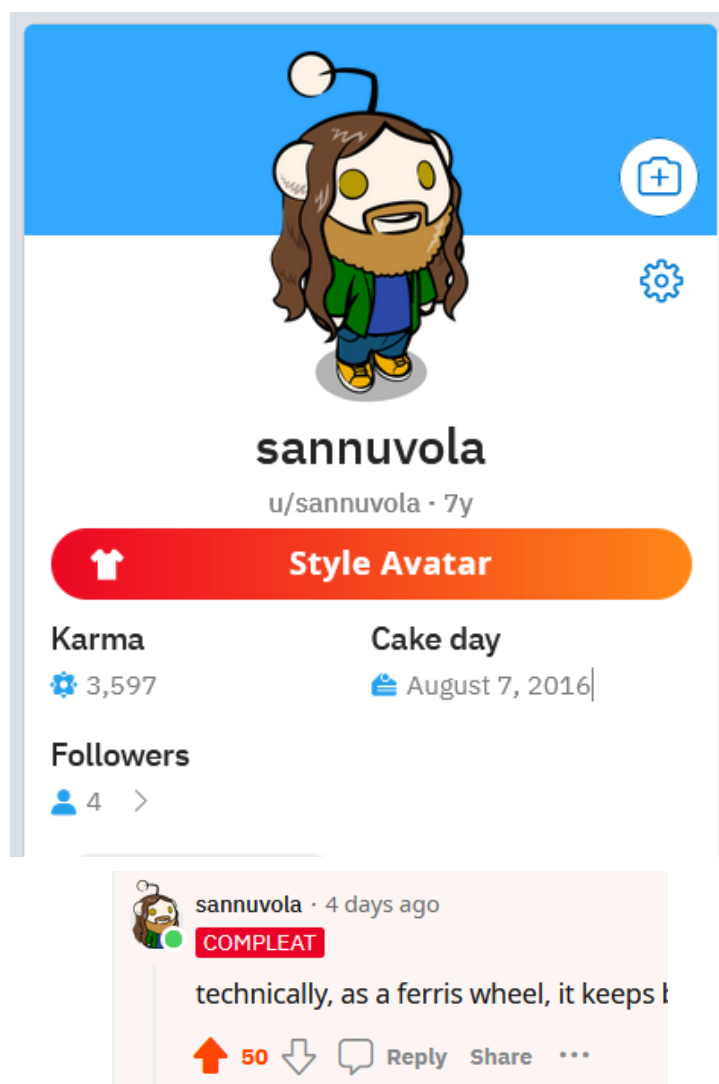 sannuvola
u/sannuvola · 7y
Style Avatar
Karma
Cake day
3,597
August 7, 2016
Followers
4
sannuvola · 4 days ago
COMPLEAT
technically, as a ferris wheel, it keeps
50
Reply Share